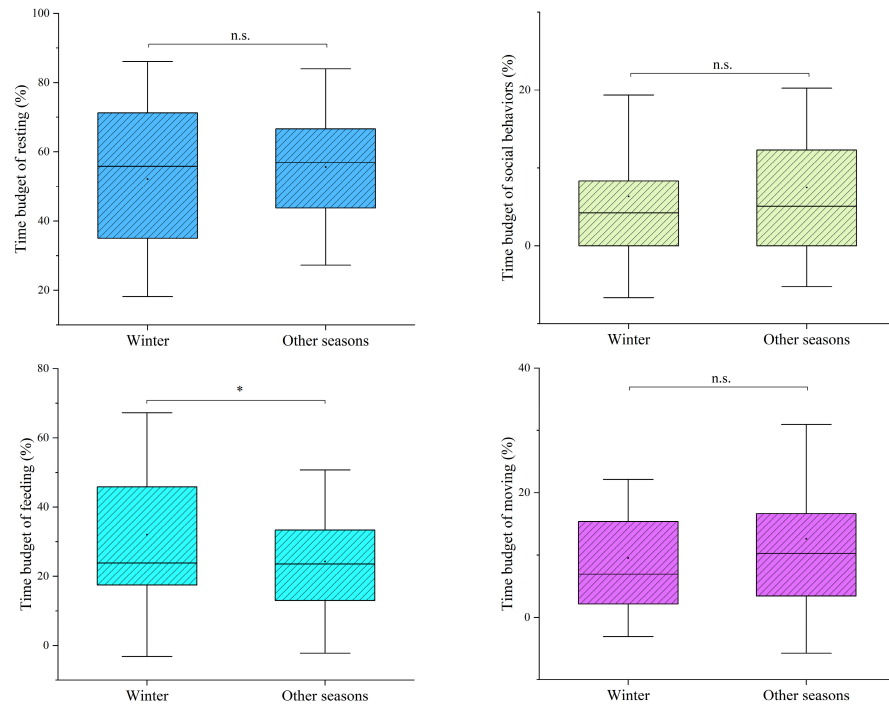 Time budget of resting (%)
100
80
60
40
20
n.s.
Winter
Other seasons
Time budget of social behaviors (%)
20
0
n.s.
Winter
Other seasons
Time budget of feeding (%)
80
60
40
20
0
*
Winter
Other seasons
Time budget of moving (%)
40
20
0
n.s.
Winter
Other seasons